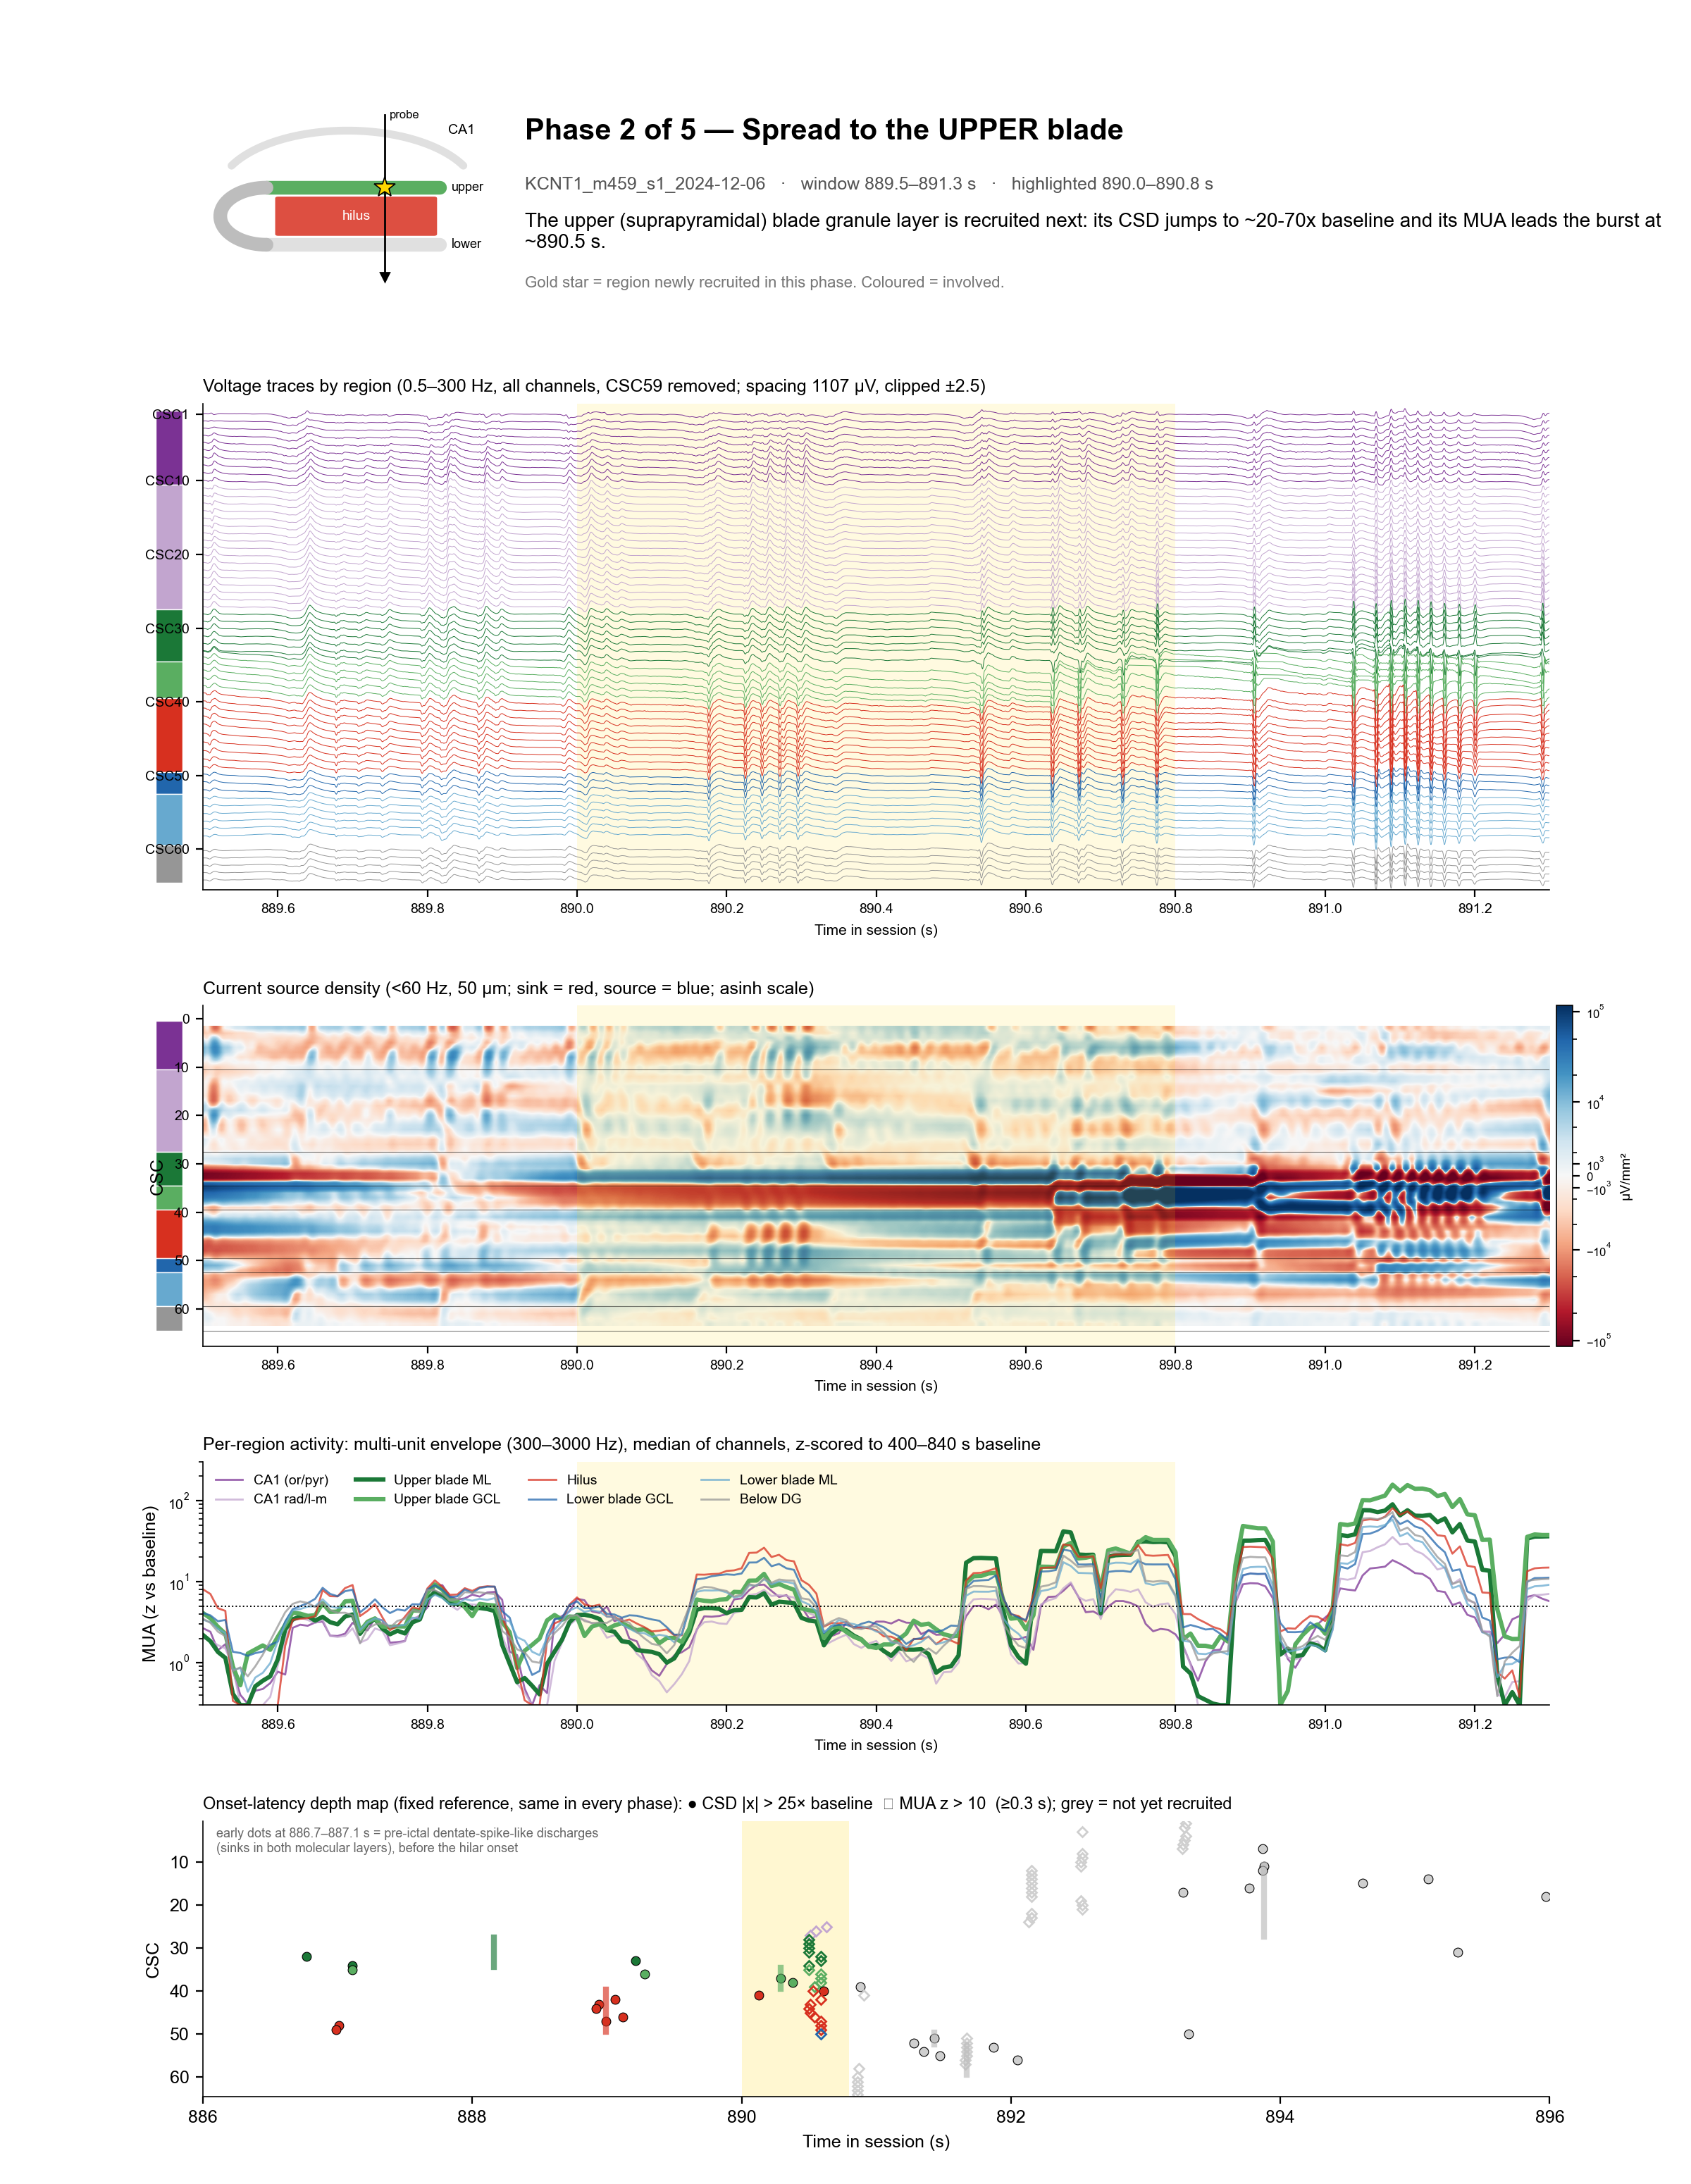 probe
CA1
upper
hilus
lower
Phase 2 of 5 — Spread to the UPPER blade
KCNT1_m459_s1_2024-12-06 · window 889.5–891.3 s · highlighted 890.0–890.8 s
The upper (suprapyramidal) blade granule layer is recruited next: its CSD jumps to ~20-70x baseline and its MUA leads the burst at
~890.5 s.
Gold star = region newly recruited in this phase. Coloured = involved.
Voltage traces by region (0.5–300 Hz, all channels, CSC59 removed; spacing 1107 µV, clipped ±2.5)
CSC1
CSC10
CSC20
CSC30
CSC40
CSC50
CSC60
889.6 889.8 890.0 890.2 890.4 890.6 890.8 891.0 891.2
Time in session (s)
Current source density (<60 Hz, 50 µm; sink = red, source = blue; asinh scale)
CSC
0
10
20
30
40
50
60
10⁵
10⁴
10³
0
−10³
−10⁴
−10⁵
µV/mm²
889.6 889.8 890.0 890.2 890.4 890.6 890.8 891.0 891.2
Time in session (s)
Per-region activity: multi-unit envelope (300–3000 Hz), median of channels, z-scored to 400–840 s baseline
MUA (z vs baseline)
10²
10¹
10⁰
CA1 (or/pyr) Upper blade ML Hilus Lower blade ML
CA1 rad/l-m Upper blade GCL Lower blade GCL Below DG
889.6 889.8 890.0 890.2 890.4 890.6 890.8 891.0 891.2
Time in session (s)
Onset-latency depth map (fixed reference, same in every phase): ● CSD |x| > 25× baseline □ MUA z > 10 (≥0.3 s); grey = not yet recruited
early dots at 886.7–887.1 s = pre-ictal dentate-spike-like discharges
(sinks in both molecular layers), before the hilar onset
CSC
10
20
30
40
50
60
886 888 890 892 894 896
Time in session (s)